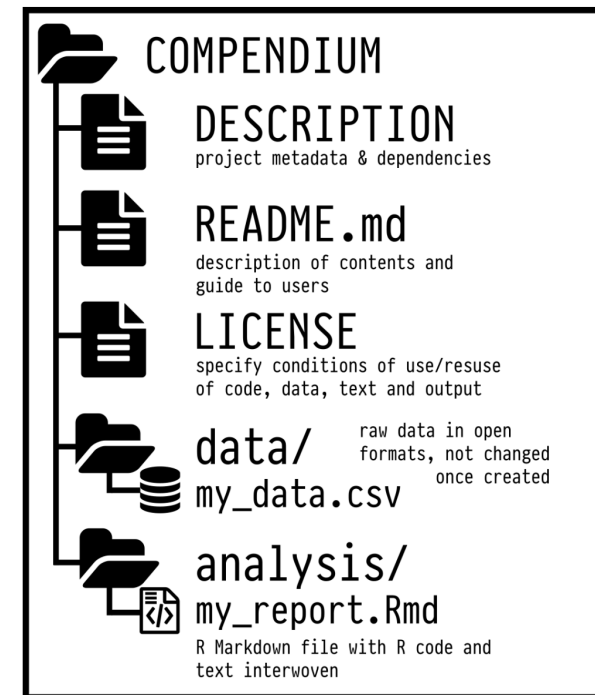 COMPENDIUM
DESCRIPTION
project metadata & dependencies
README.md
description of contents and
guide to users
LICENSE
specify conditions of use/resuse
of code, data, text and output
data/
raw data in open
formats, not changed
once created
my_data.csv
analysis/
my_report.Rmd
R Markdown file with R code and
text interwoven